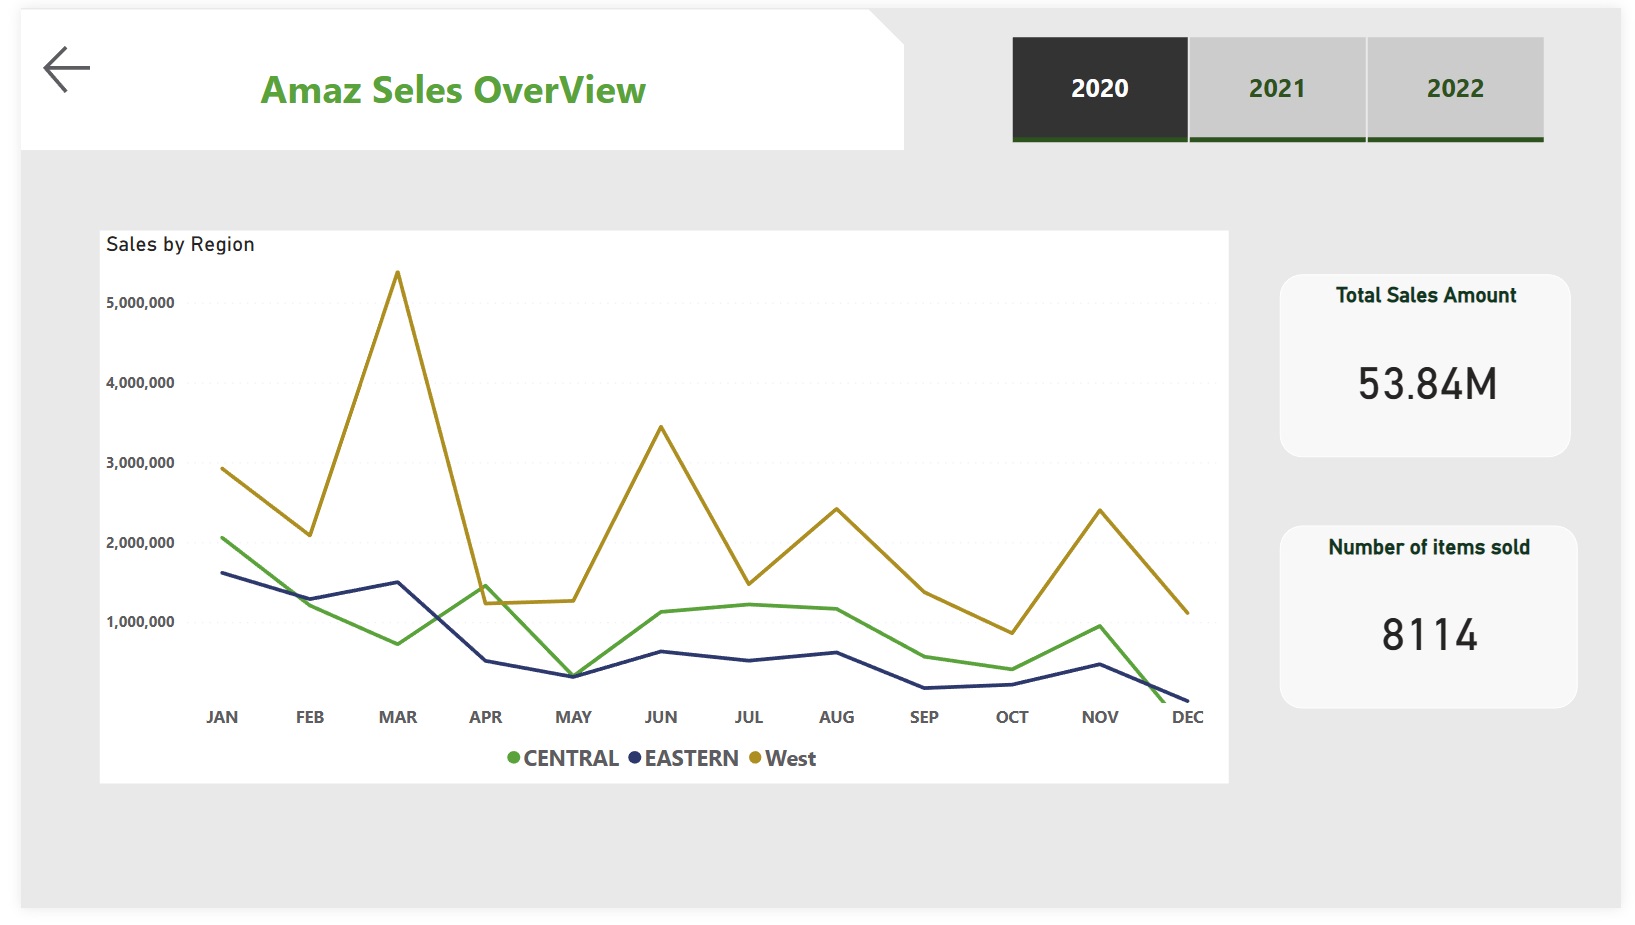 Amaz Seles OverView
2020 2021 2022
Sales by Region
5,000,000
4,000,000
3,000,000
2,000,000
1,000,000
JAN FEB MAR APR MAY JUN JUL AUG SEP OCT NOV DEC
CENTRAL EASTERN West
Total Sales Amount
53.84M
Number of items sold
8114